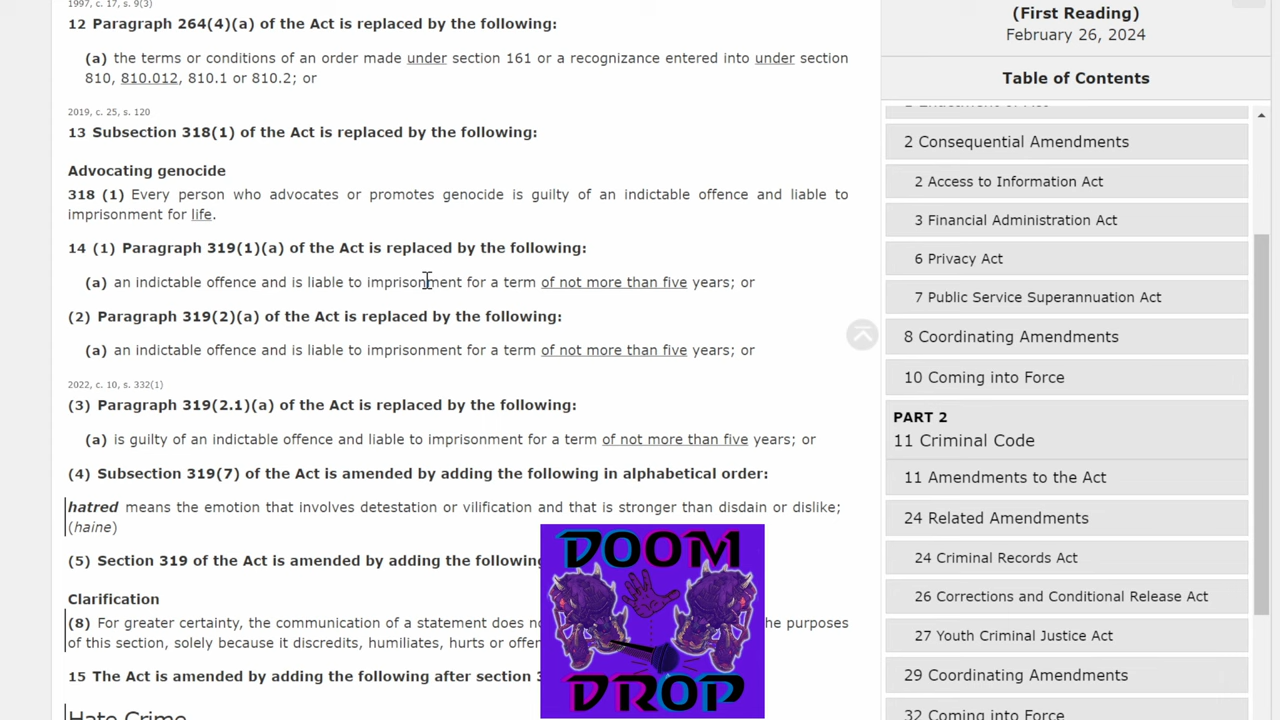 1997, c. 17, s. 9(3)
12 Paragraph 264(4)(a) of the Act is replaced by the following:
(a) the terms or conditions of an order made under section 161 or a recognizance entered into under section
810, 810.012, 810.1 or 810.2; or
2019, c. 25, s. 120
13 Subsection 318(1) of the Act is replaced by the following:
Advocating genocide
318 (1) Every person who advocates or promotes genocide is guilty of an indictable offence and liable to
imprisonment for life.
14 (1) Paragraph 319(1)(a) of the Act is replaced by the following:
(a) an indictable offence and is liable to imprisonment for a term of not more than five years; or
(2) Paragraph 319(2)(a) of the Act is replaced by the following:
(a) an indictable offence and is liable to imprisonment for a term of not more than five years; or
2022, c. 10, s. 332(1)
(3) Paragraph 319(2.1)(a) of the Act is replaced by the following:
(a) is guilty of an indictable offence and liable to imprisonment for a term of not more than five years; or
(4) Subsection 319(7) of the Act is amended by adding the following in alphabetical order:
hatred means the emotion that involves detestation or vilification and that is stronger than disdain or dislike;
(haine)
(5) Section 319 of the Act is amended by adding the following
Clarification
(8) For greater certainty, the communication of a statement does he purposes
of this section, solely because it discredits, humiliates, hurts or
15 The Act is amended by adding the following after section
Hate Crime
DOOM
DROP
(First Reading)
February 26, 2024
Table of Contents
2 Consequential Amendments
2 Access to Information Act
3 Financial Administration Act
6 Privacy Act
7 Public Service Superannuation Act
8 Coordinating Amendments
10 Coming into Force
PART 2
11 Criminal Code
11 Amendments to the Act
24 Related Amendments
24 Criminal Records Act
26 Corrections and Conditional Release Act
27 Youth Criminal Justice Act
29 Coordinating Amendments
32 Coming into Force